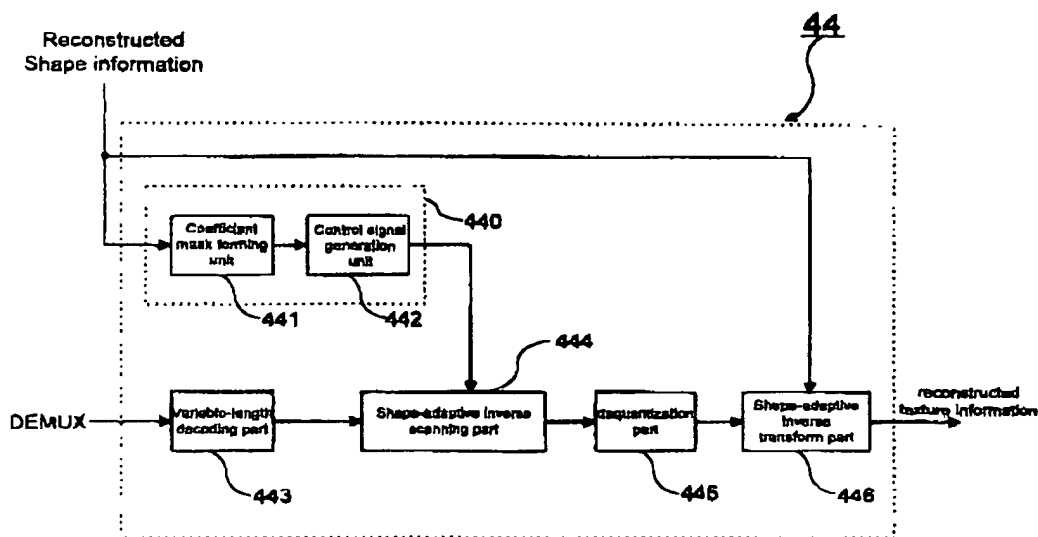 44
Reconstructed
Shape information
440
Coefficient
mask forming
unit
Control signal
generation
unit
441
442
444
DEMUX
Variable-length
decoding part
Shape-adaptive inverse
scanning part
dequantization
part
Shape-adaptive
inverse
transform part
reconstructed
texture information
443
445
446